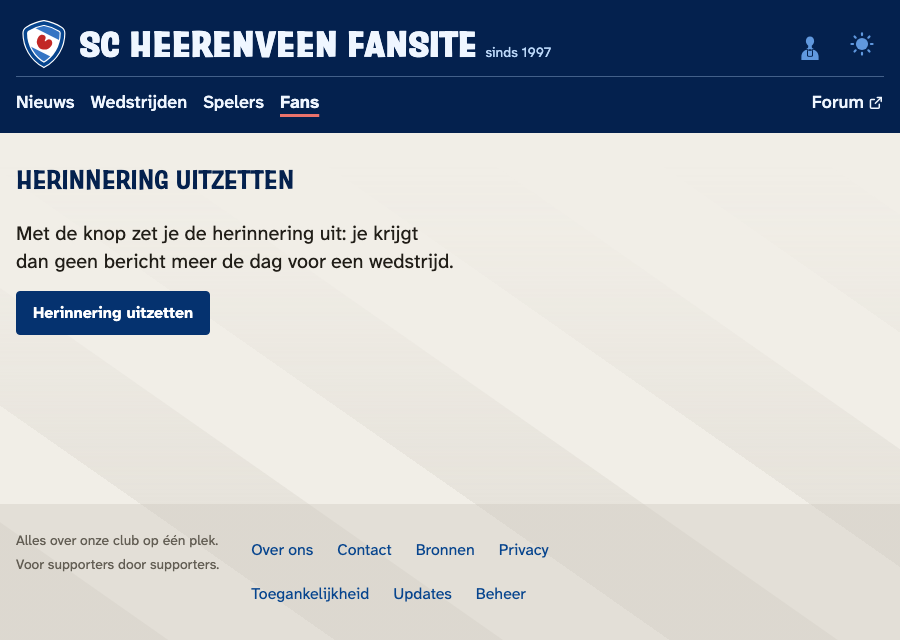 SC HEERENVEEN FANSITE sinds 1997
Nieuws Wedstrijden Spelers Fans Forum
HERINNERING UITZETTEN
Met de knop zet je de herinnering uit: je krijgt
dan geen bericht meer de dag voor een wedstrijd.
Herinnering uitzetten
Alles over onze club op één plek.
Voor supporters door supporters.
Over ons Contact Bronnen Privacy
Toegankelijkheid Updates Beheer